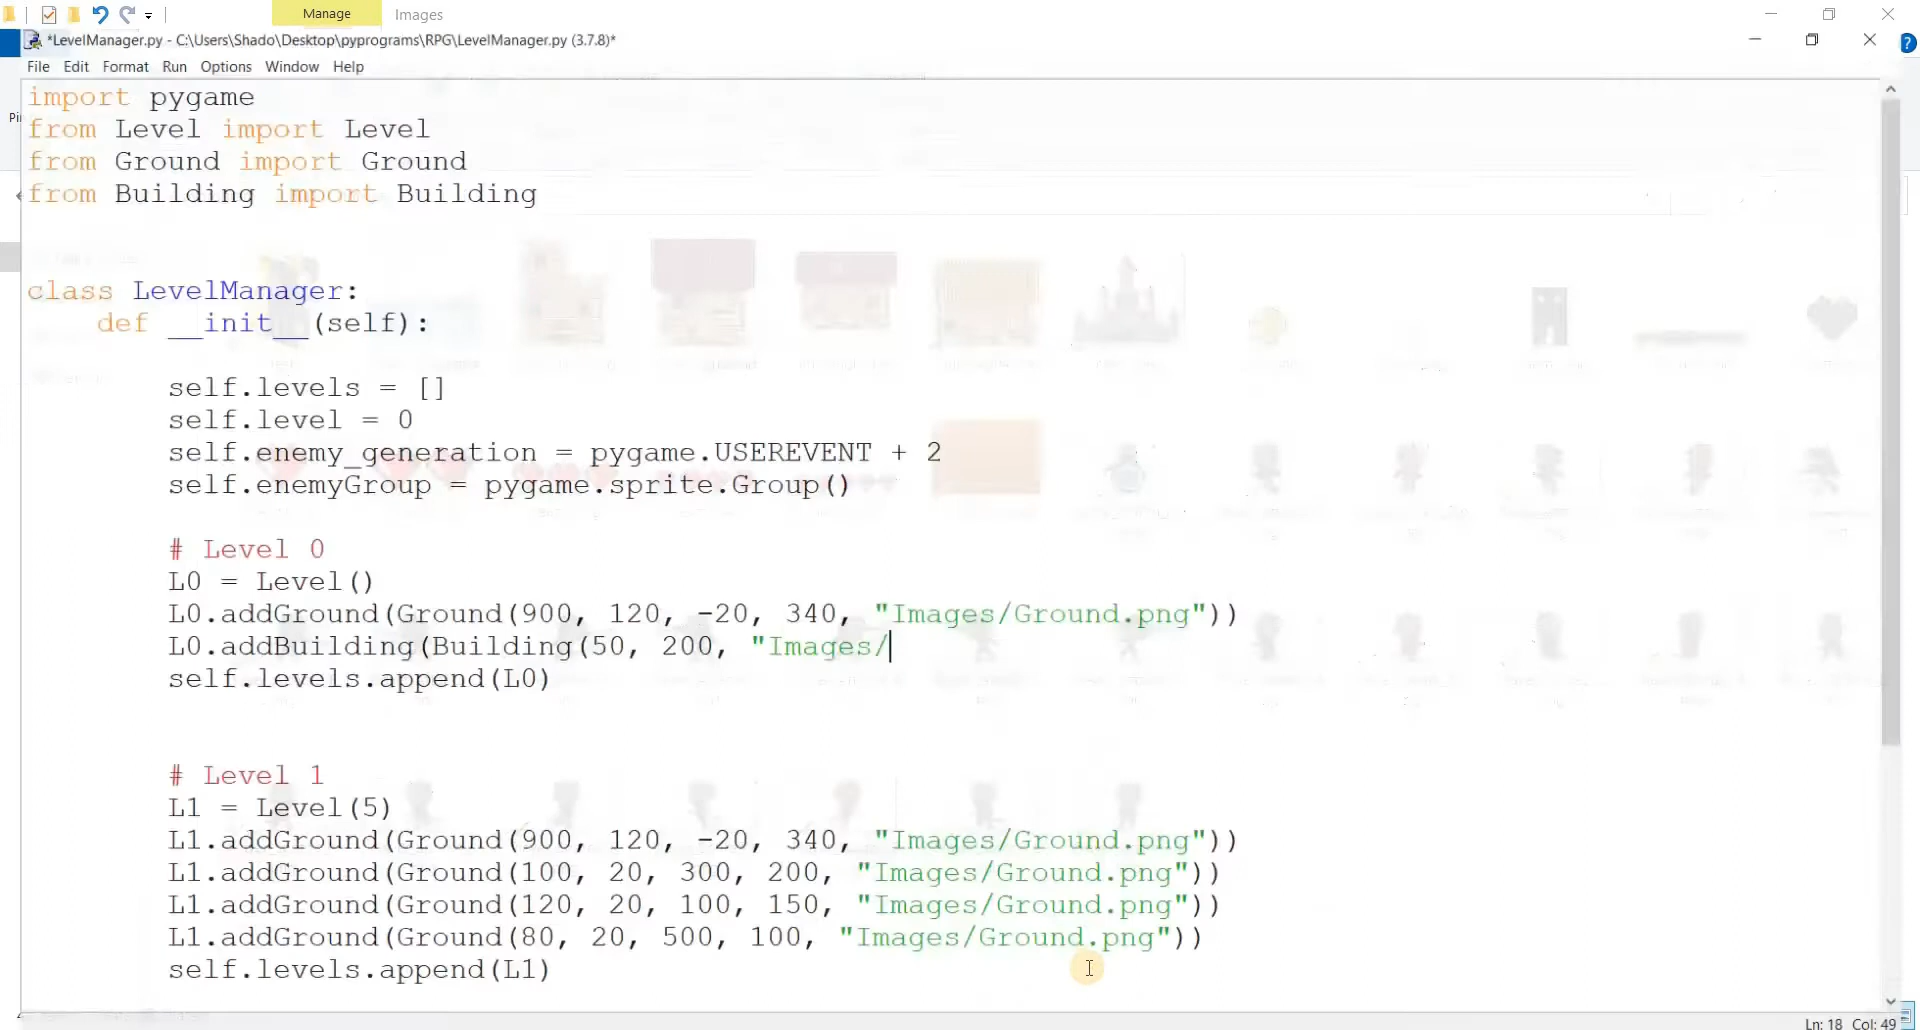 Manage Images
*LevelManager.py - C:\Users\Shado\Desktop\pyprograms\RPG\LevelManager.py (3.7.8)*
File Edit Format Run Options Window Help
import pygame
from Level import Level
from Ground import Ground
from Building import Building
class LevelManager:
def __init__(self):
self.levels = []
self.level = 0
self.enemy_generation = pygame.USEREVENT + 2
self.enemyGroup = pygame.sprite.Group()
# Level 0
L0 = Level()
L0.addGround(Ground(900, 120, -20, 340, "Images/Ground.png"))
L0.addBuilding(Building(50, 200, "Images/
self.levels.append(L0)
# Level 1
L1 = Level(5)
L1.addGround(Ground(900, 120, -20, 340, "Images/Ground.png"))
L1.addGround(Ground(100, 20, 300, 200, "Images/Ground.png"))
L1.addGround(Ground(120, 20, 100, 150, "Images/Ground.png"))
L1.addGround(Ground(80, 20, 500, 100, "Images/Ground.png"))
self.levels.append(L1)
Ln: 18 Col: 49